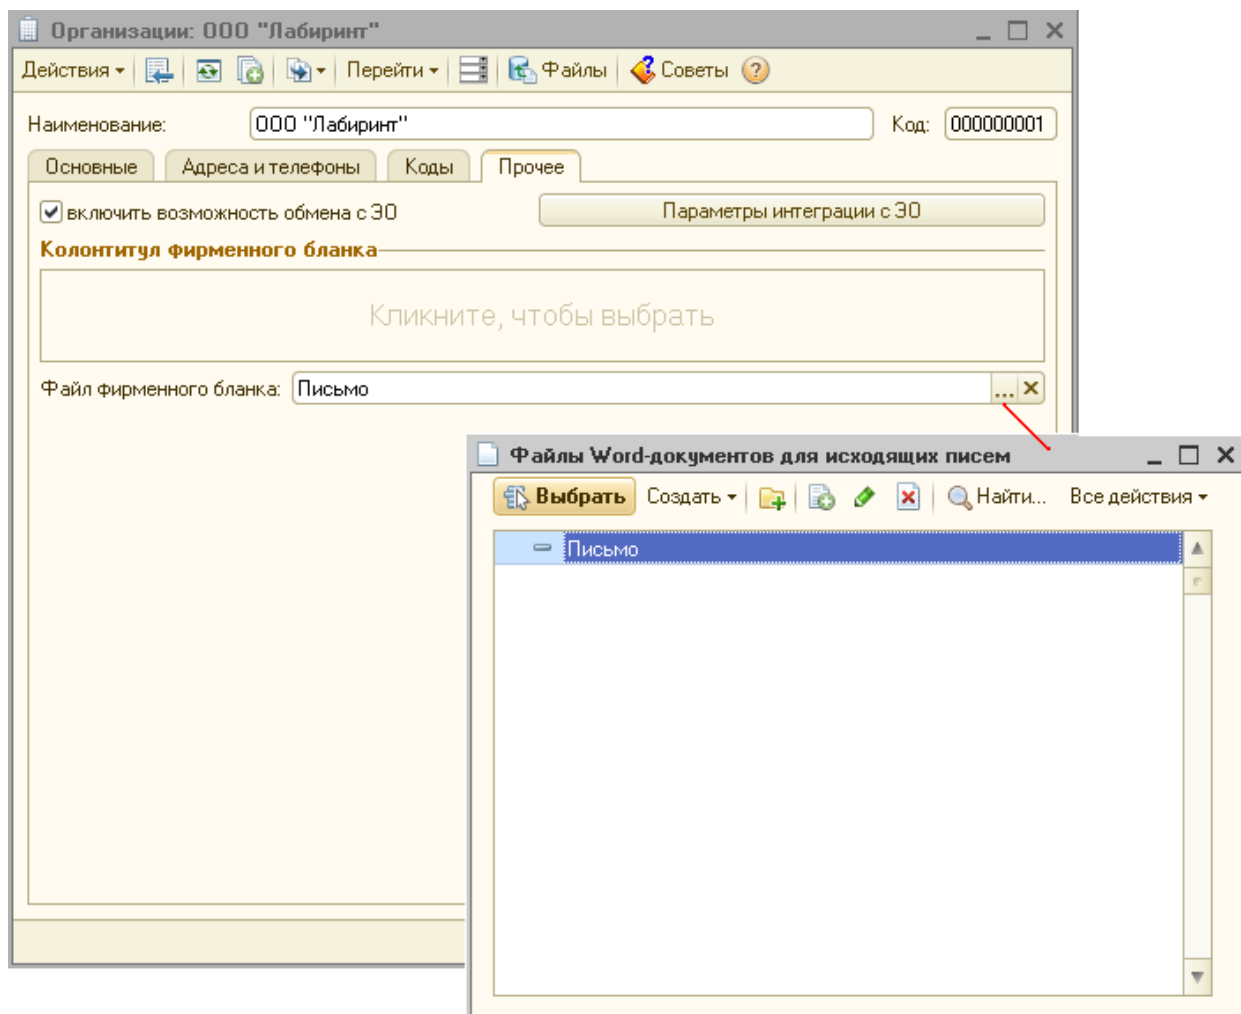 Организации: ООО "Лабиринт"
Действия Перейти Файлы Советы
Наименование: ООО "Лабиринт" Код: 000000001
Основные Адреса и телефоны Коды Прочее
включить возможность обмена с ЭО Параметры интеграции с ЭО
Колонтитул фирменного бланка
Кликните, чтобы выбрать
Файл фирменного бланка: Письмо ...
Файлы Word-документов для исходящих писем
Выбрать Создать Найти... Все действия
Письмо